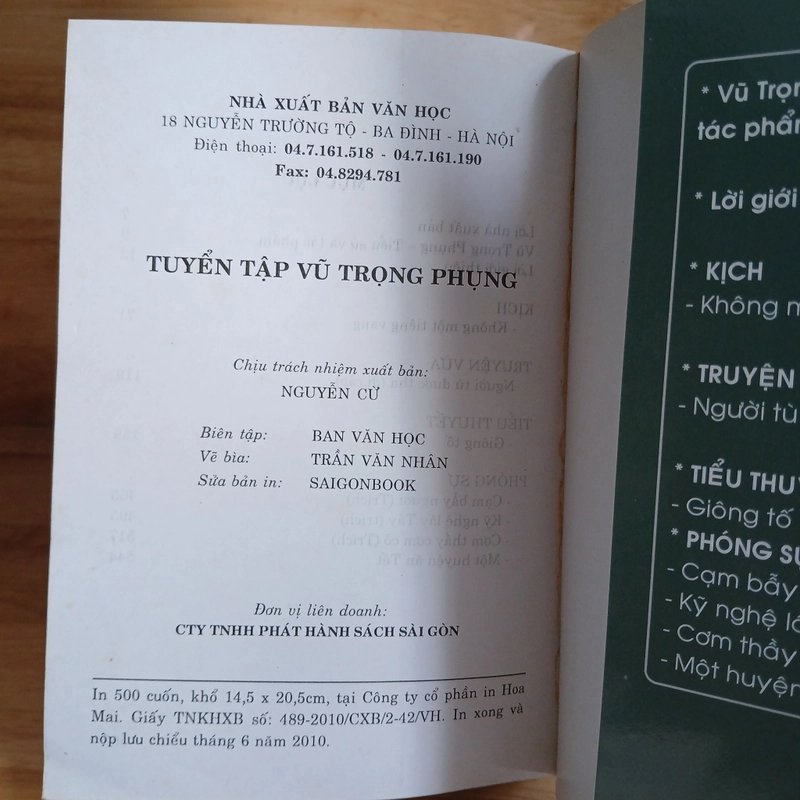 NHÀ XUẤT BẢN VĂN HỌC
18 NGUYỄN TRƯỜNG TỘ - BA ĐÌNH - HÀ NỘI
Điện thoại: 04.7.161.518 - 04.7.161.190
Fax: 04.8294.781
TUYỂN TẬP VŨ TRỌNG PHỤNG
Chịu trách nhiệm xuất bản:
NGUYỄN CỪ
Biên tập: BAN VĂN HỌC
Vẽ bìa: TRẦN VĂN NHÂN
Sửa bản in: SAIGONBOOK
Đơn vị liên doanh:
CTY TNHH PHÁT HÀNH SÁCH SÀI GÒN
In 500 cuốn, khổ 14,5 x 20,5cm, tại Công ty cổ phần in Hoa
Mai. Giấy TNKHXB số: 489-2010/CXB/2-42/VH. In xong và
nộp lưu chiểu tháng 6 năm 2010.
* Vũ Trọn
tác phẩm
* Lời giới
* KỊCH
- Không m
* TRUYỆN
- Người tù
* TIỂU THUY
- Giông tố
* PHÓNG SỰ
- Cạm bẫy
- Kỹ nghệ lấ
- Cơm thầy
- Một huyện